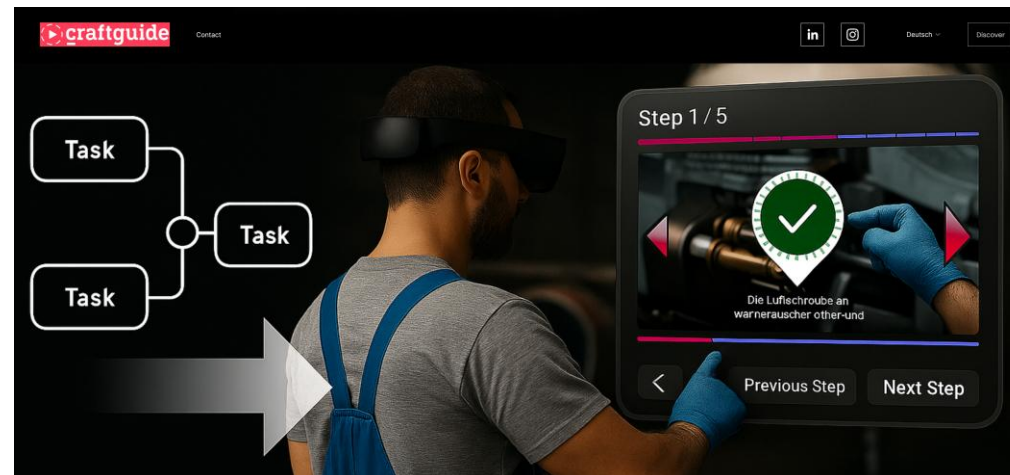 craftguide
Contact
in
Deutsch
Discover
Step 1/5
Task
Task
Task
Die Lufischroube an
warnerauscher other-und
Previous Step
Next Step